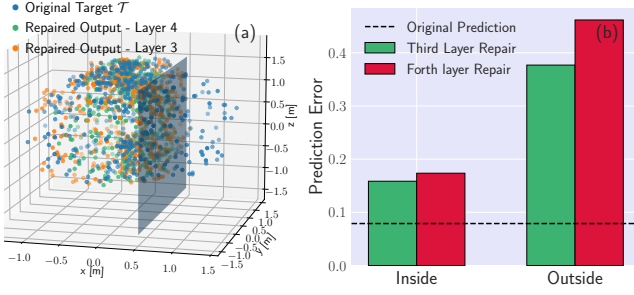 Original Target 𝒯
Repaired Output - Layer 4
Repaired Output - Layer 3
(a)
1.5
1.0
0.5
0.0
−0.5
−1.0
−1.5
z [m]
1.5
1.0
0.5
0.0
−0.5
−1.0
−1.5
y [m]
−1.0
−0.5
0.0
0.5
1.0
1.5
x [m]
Original Prediction
Third Layer Repair
Forth layer Repair
(b)
Prediction Error
0.4
0.3
0.2
0.1
0.0
Inside
Outside